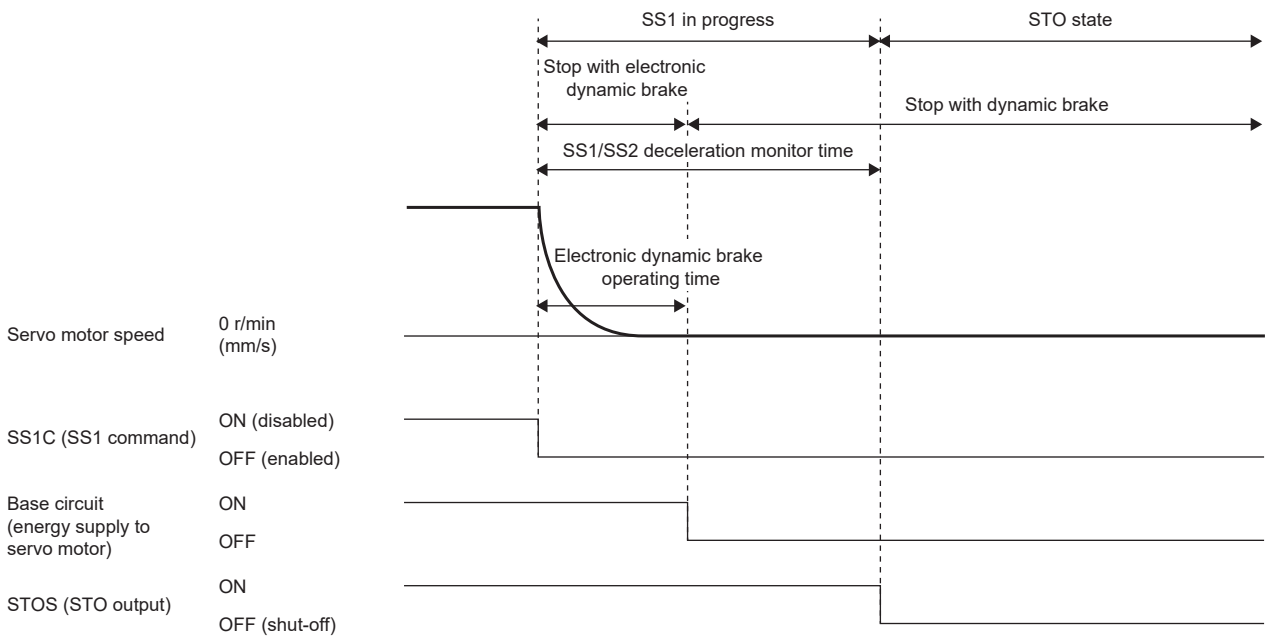 SS1 in progress
STO state
Stop with electronic
dynamic brake
Stop with dynamic brake
SS1/SS2 deceleration monitor time
Electronic dynamic brake
operating time
Servo motor speed
0 r/min
(mm/s)
SS1C (SS1 command)
ON (disabled)
OFF (enabled)
Base circuit
(energy supply to
servo motor)
ON
OFF
STOS (STO output)
ON
OFF (shut-off)